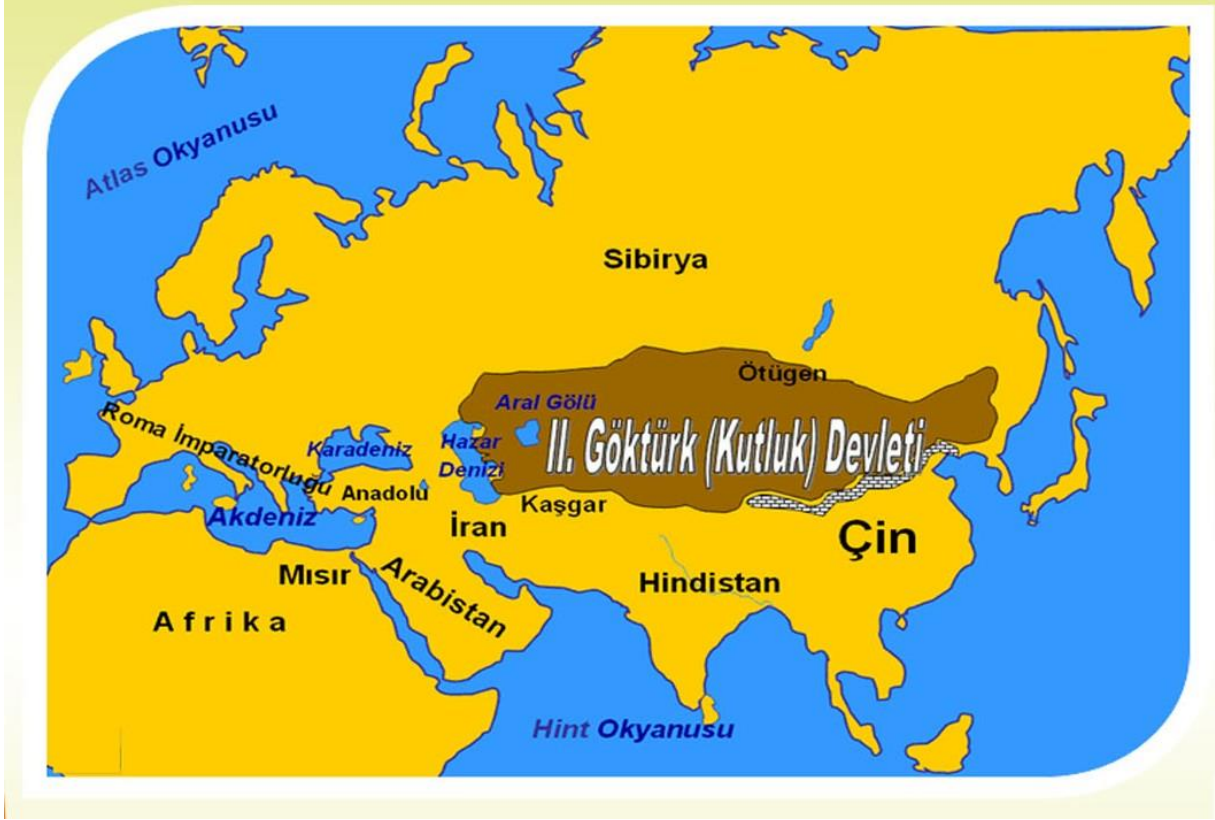 Atlas Okyanusu
Sibirya
Ötügen
Aral Gölü
Roma İmparatorluğu
Karadeniz
Hazar
Denizi
II. Göktürk (Kutluk) Devleti
Anadolu
Kaşgar
Akdeniz
İran
Çin
Mısır
Arabistan
Hindistan
Afrika
Hint Okyanusu